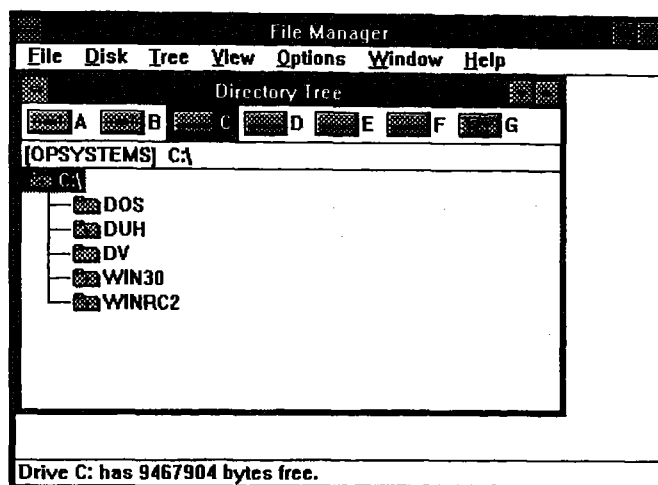 File Manager
File Disk Tree View Options Window Help
Directory Tree
A B C D E F G
[OPSYSTEMS] C:\
C:\
DOS
DUH
DV
WIN30
WINRC2
Drive C: has 9467904 bytes free.